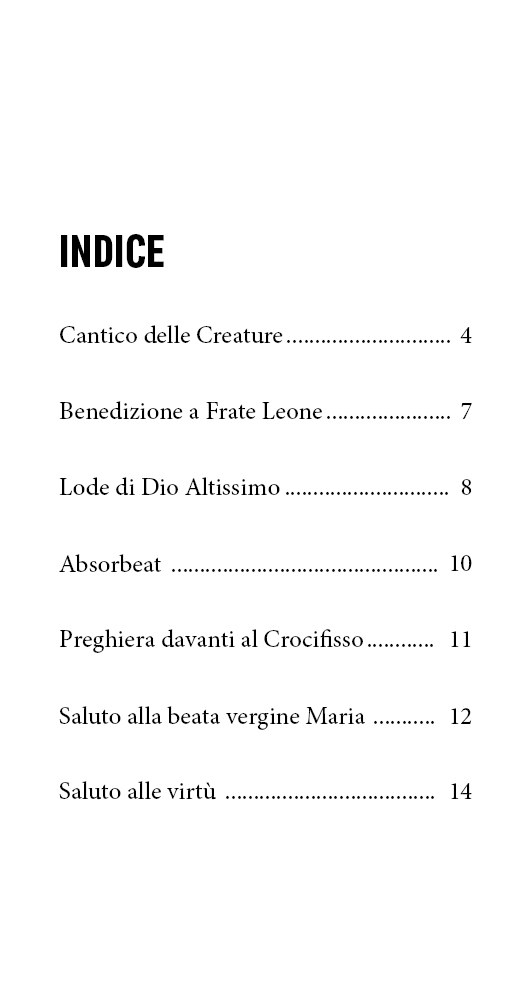 INDICE
Cantico delle Creature............................. 4
Benedizione a Frate Leone...................... 7
Lode di Dio Altissimo ............................. 8
Absorbeat ............................................... 10
Preghiera davanti al Crocifisso............ 11
Saluto alla beata vergine Maria ........... 12
Saluto alle virtù ..................................... 14